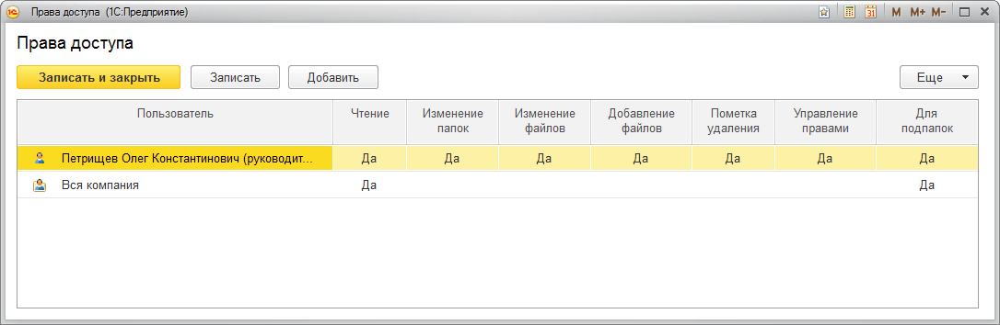 Права доступа (1С:Предприятие)
31 M M+ M-
Права доступа
Записать и закрыть Записать Добавить Еще
Пользователь Чтение Изменение папок Изменение файлов Добавление файлов Пометка удаления Управление правами Для подпапок
Петрищев Олег Константинович (руководит... Да Да Да Да Да Да Да
Вся компания Да Да